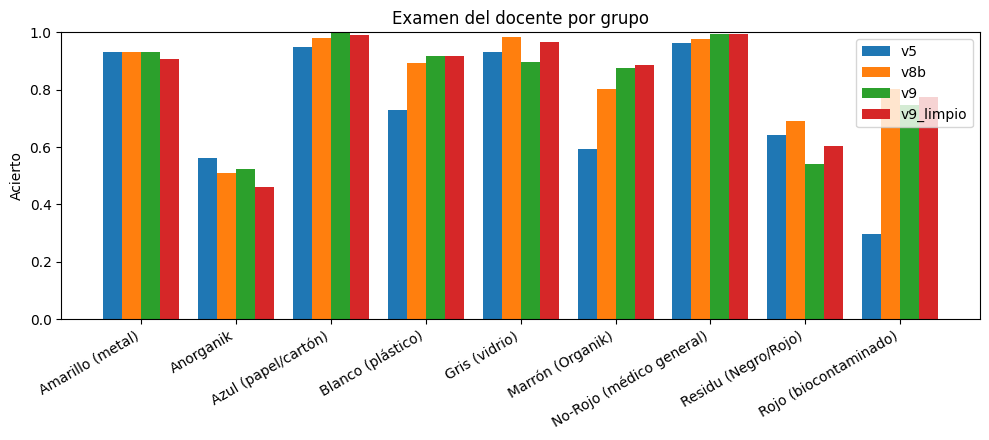 Examen del docente por grupo
Acierto
1.0
0.8
0.6
0.4
0.2
0.0
v5
v8b
v9
v9_limpio
Amarillo (metal)
Anorganik
Azul (papel/cartón)
Blanco (plástico)
Gris (vidrio)
Marrón (Organik)
No-Rojo (médico general)
Residu (Negro/Rojo)
Rojo (biocontaminado)